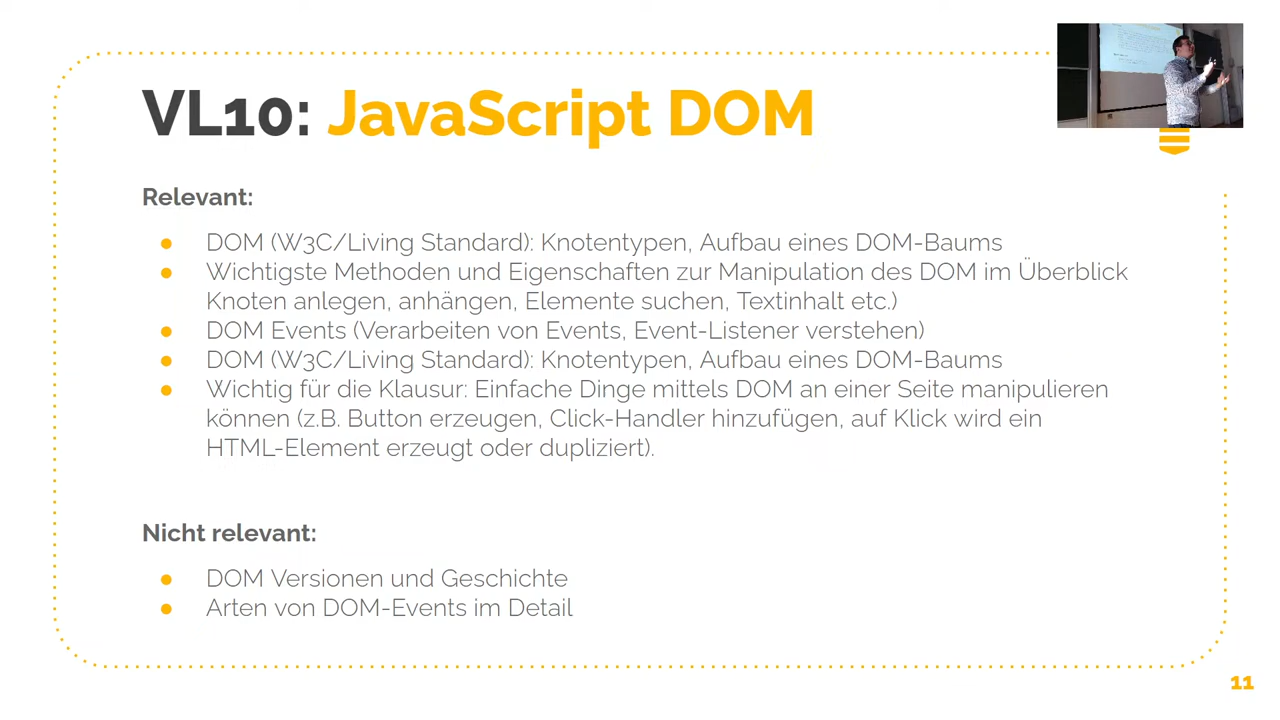 VL10: JavaScript DOM
Relevant:
● DOM (W3C/Living Standard): Knotentypen, Aufbau eines DOM-Baums
● Wichtigste Methoden und Eigenschaften zur Manipulation des DOM im Überblick
Knoten anlegen, anhängen, Elemente suchen, Textinhalt etc.)
● DOM Events (Verarbeiten von Events, Event-Listener verstehen)
● DOM (W3C/Living Standard): Knotentypen, Aufbau eines DOM-Baums
● Wichtig für die Klausur: Einfache Dinge mittels DOM an einer Seite manipulieren
können (z.B. Button erzeugen, Click-Handler hinzufügen, auf Klick wird ein
HTML-Element erzeugt oder dupliziert).
Nicht relevant:
● DOM Versionen und Geschichte
● Arten von DOM-Events im Detail
11